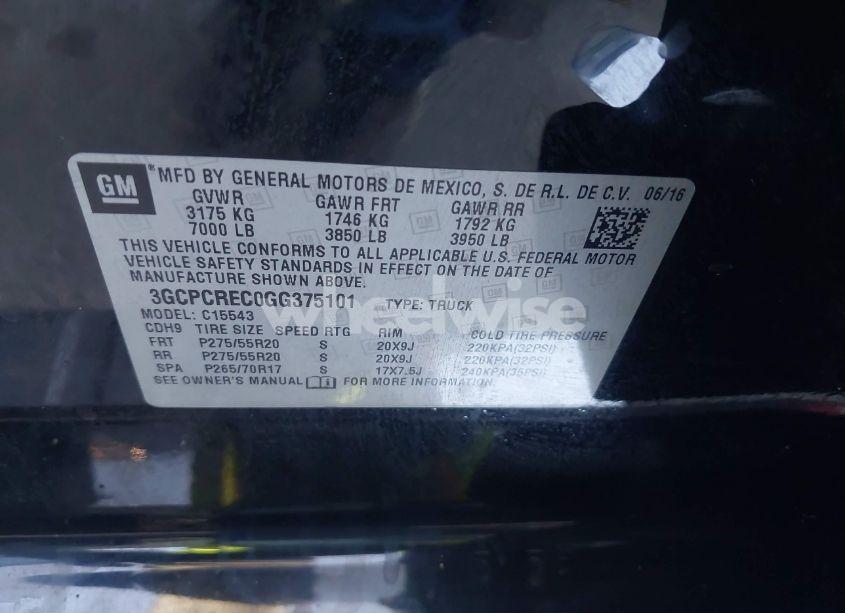 GM
®MFD BY GENERAL MOTORS DE MEXICO, S. DE R.L. DE C.V. 06/16
GVWR GAWR FRT GAWR RR
3175 KG 1746 KG 1792 KG
7000 LB 3850 LB 3950 LB
THIS VEHICLE CONFORMS TO ALL APPLICABLE U.S. FEDERAL MOTOR
VEHICLE SAFETY STANDARDS IN EFFECT ON THE DATE OF
MANUFACTURE SHOWN ABOVE.
3GCPCREC0GG375101 TYPE: TRUCK
wheelwise
MODEL: C15543
CDH9 TIRE SIZE SPEED RTG RIM COLD TIRE PRESSURE
FRT P275/55R20 S 20X9J 220KPA(32PSI)
RR P275/55R20 S 20X9J 220KPA(32PSI)
SPA P265/70R17 S 17X7.5J 240KPA(35PSI)
SEE OWNER'S MANUAL FOR MORE INFORMATION.